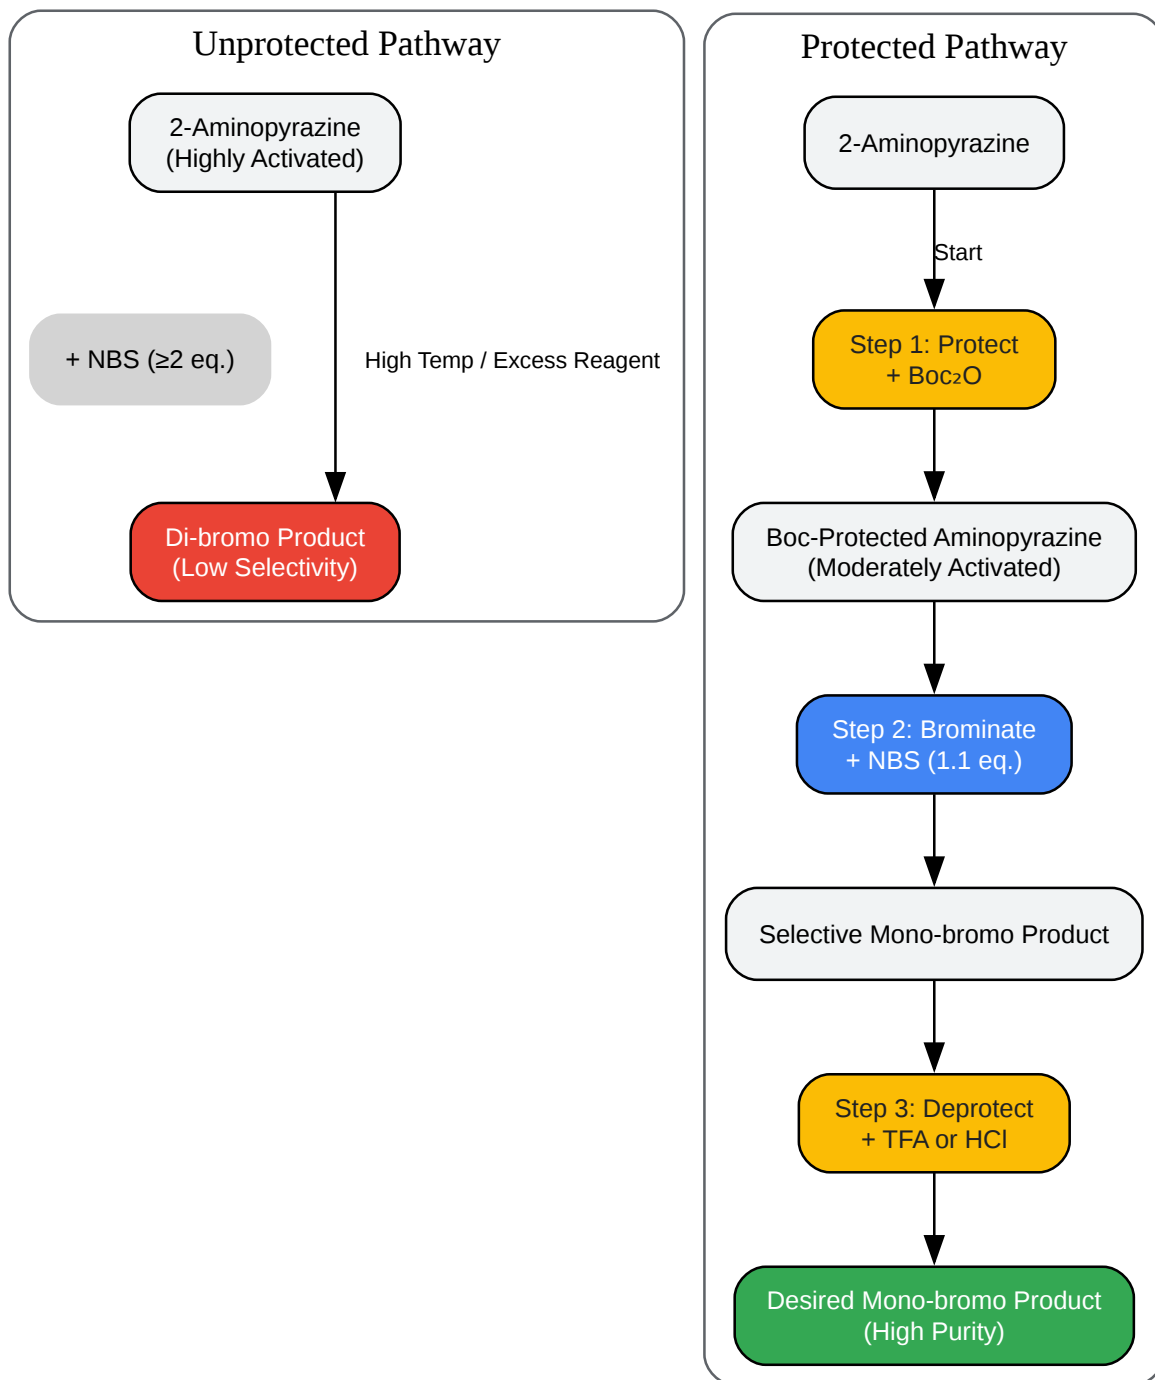 Unprotected Pathway
2-Aminopyrazine
(Highly Activated)
+ NBS (≥2 eq.)
High Temp / Excess Reagent
Di-bromo Product
(Low Selectivity)
Protected Pathway
2-Aminopyrazine
Start
Step 1: Protect
+ Boc₂O
Boc-Protected Aminopyrazine
(Moderately Activated)
Step 2: Brominate
+ NBS (1.1 eq.)
Selective Mono-bromo Product
Step 3: Deprotect
+ TFA or HCl
Desired Mono-bromo Product
(High Purity)